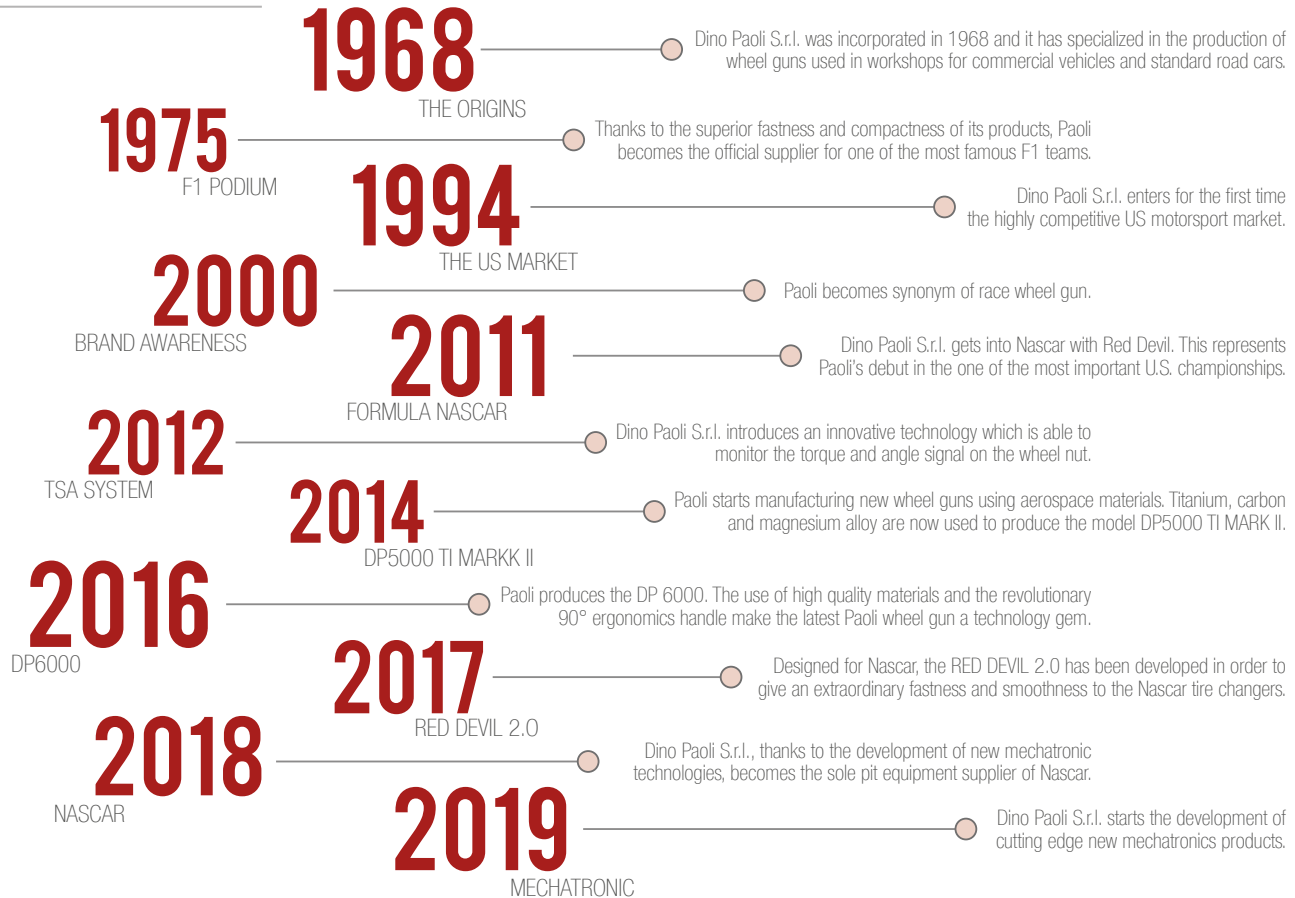 1968
THE ORIGINS
Dino Paoli S.r.l. was incorporated in 1968 and it has specialized in the production of
wheel guns used in workshops for commercial vehicles and standard road cars.
1975
F1 PODIUM
Thanks to the superior fastness and compactness of its products, Paoli
becomes the official supplier for one of the most famous F1 teams.
1994
THE US MARKET
Dino Paoli S.r.l. enters for the first time
the highly competitive US motorsport market.
2000
BRAND AWARENESS
Paoli becomes synonym of race wheel gun.
2011
FORMULA NASCAR
Dino Paoli S.r.l. gets into Nascar with Red Devil. This represents
Paoli's debut in the one of the most important U.S. championships.
2012
TSA SYSTEM
Dino Paoli S.r.l. introduces an innovative technology which is able to
monitor the torque and angle signal on the wheel nut.
2014
DP5000 TI MARKK II
Paoli starts manufacturing new wheel guns using aerospace materials. Titanium, carbon
and magnesium alloy are now used to produce the model DP5000 TI MARK II.
2016
DP6000
Paoli produces the DP 6000. The use of high quality materials and the revolutionary
90° ergonomics handle make the latest Paoli wheel gun a technology gem.
2017
RED DEVIL 2.0
Designed for Nascar, the RED DEVIL 2.0 has been developed in order to
give an extraordinary fastness and smoothness to the Nascar tire changers.
2018
NASCAR
Dino Paoli S.r.l., thanks to the development of new mechatronic
technologies, becomes the sole pit equipment supplier of Nascar.
2019
MECHATRONIC
Dino Paoli S.r.l. starts the development of
cutting edge new mechatronics products.